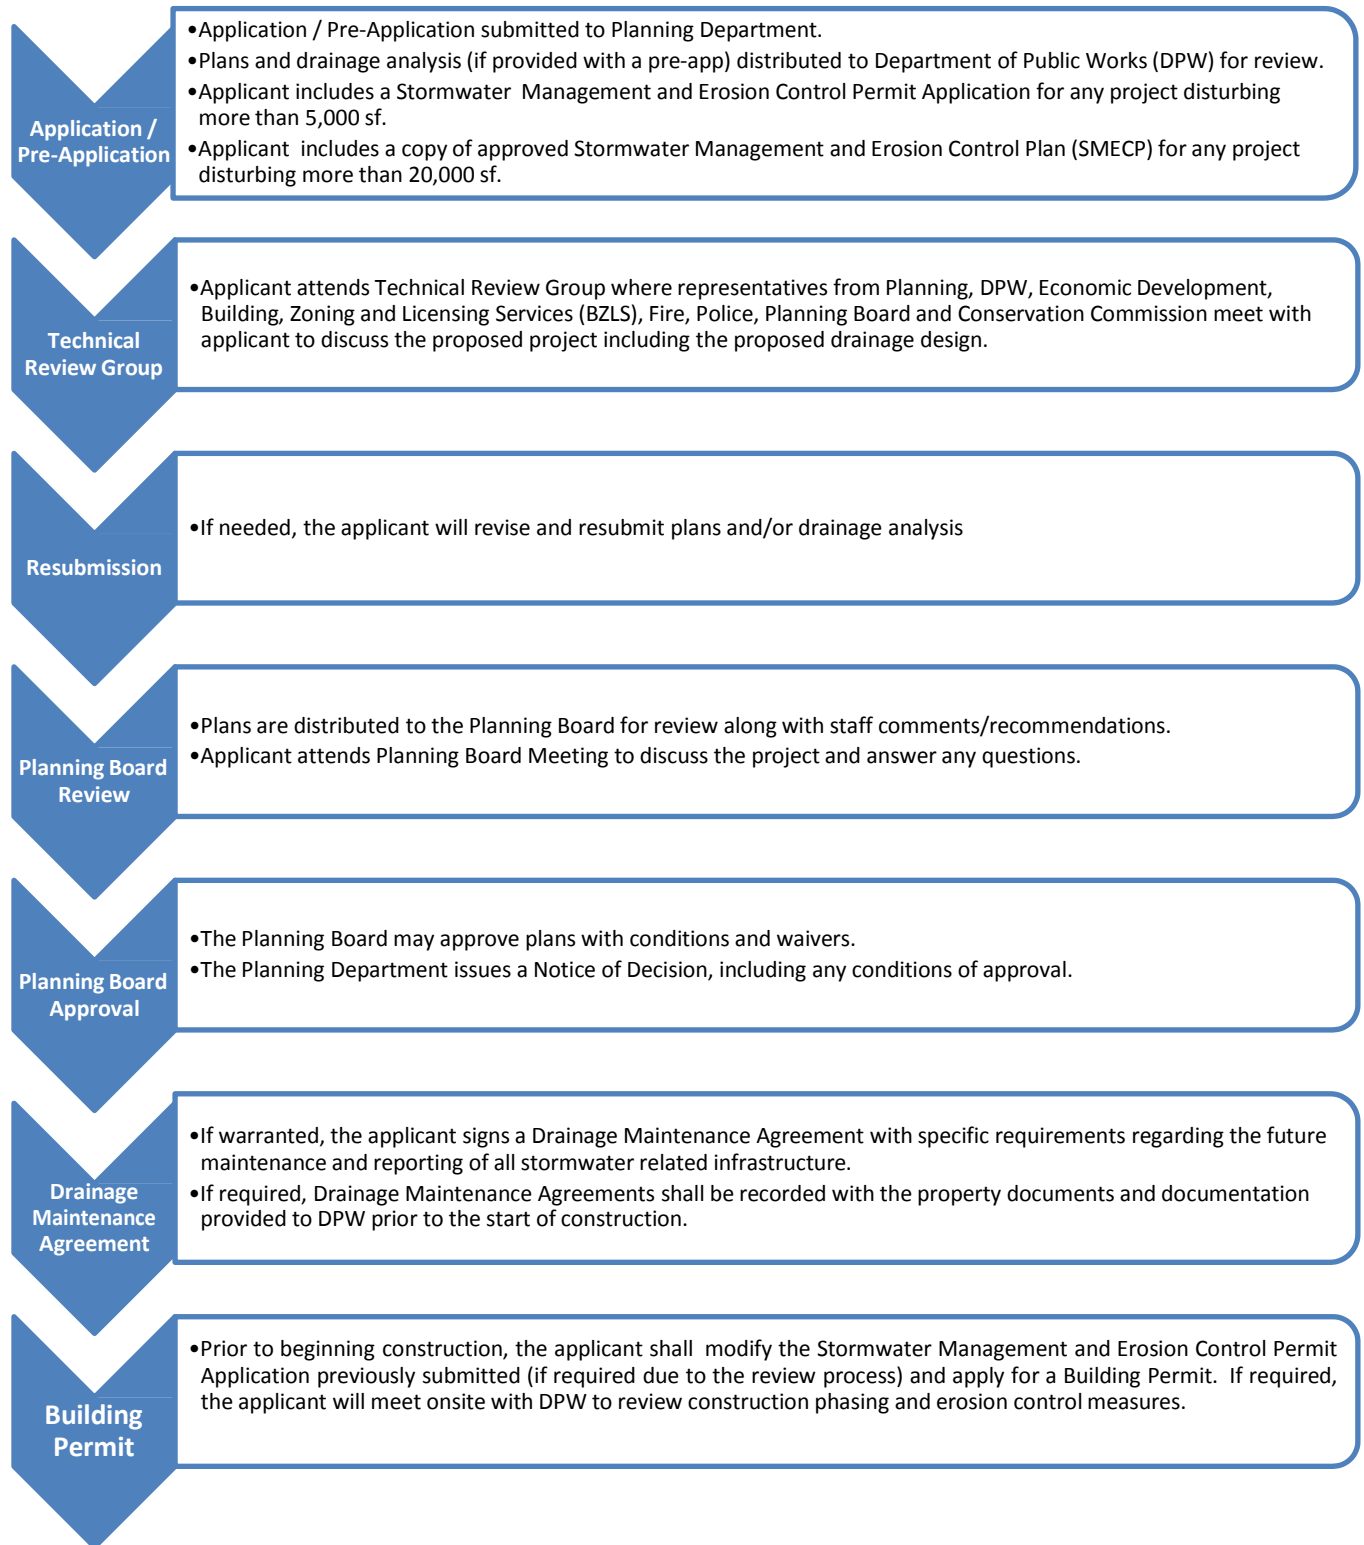 Application /
Pre-Application
•Application / Pre-Application submitted to Planning Department.
•Plans and drainage analysis (if provided with a pre-app) distributed to Department of Public Works (DPW) for review.
•Applicant includes a Stormwater Management and Erosion Control Permit Application for any project disturbing
more than 5,000 sf.
•Applicant includes a copy of approved Stormwater Management and Erosion Control Plan (SMECP) for any project
disturbing more than 20,000 sf.
Technical
Review Group
•Applicant attends Technical Review Group where representatives from Planning, DPW, Economic Development,
Building, Zoning and Licensing Services (BZLS), Fire, Police, Planning Board and Conservation Commission meet with
applicant to discuss the proposed project including the proposed drainage design.
Resubmission
•If needed, the applicant will revise and resubmit plans and/or drainage analysis
Planning Board
Review
•Plans are distributed to the Planning Board for review along with staff comments/recommendations.
•Applicant attends Planning Board Meeting to discuss the project and answer any questions.
Planning Board
Approval
•The Planning Board may approve plans with conditions and waivers.
•The Planning Department issues a Notice of Decision, including any conditions of approval.
Drainage
Maintenance
Agreement
•If warranted, the applicant signs a Drainage Maintenance Agreement with specific requirements regarding the future
maintenance and reporting of all stormwater related infrastructure.
•If required, Drainage Maintenance Agreements shall be recorded with the property documents and documentation
provided to DPW prior to the start of construction.
Building
Permit
•Prior to beginning construction, the applicant shall modify the Stormwater Management and Erosion Control Permit
Application previously submitted (if required due to the review process) and apply for a Building Permit. If required,
the applicant will meet onsite with DPW to review construction phasing and erosion control measures.